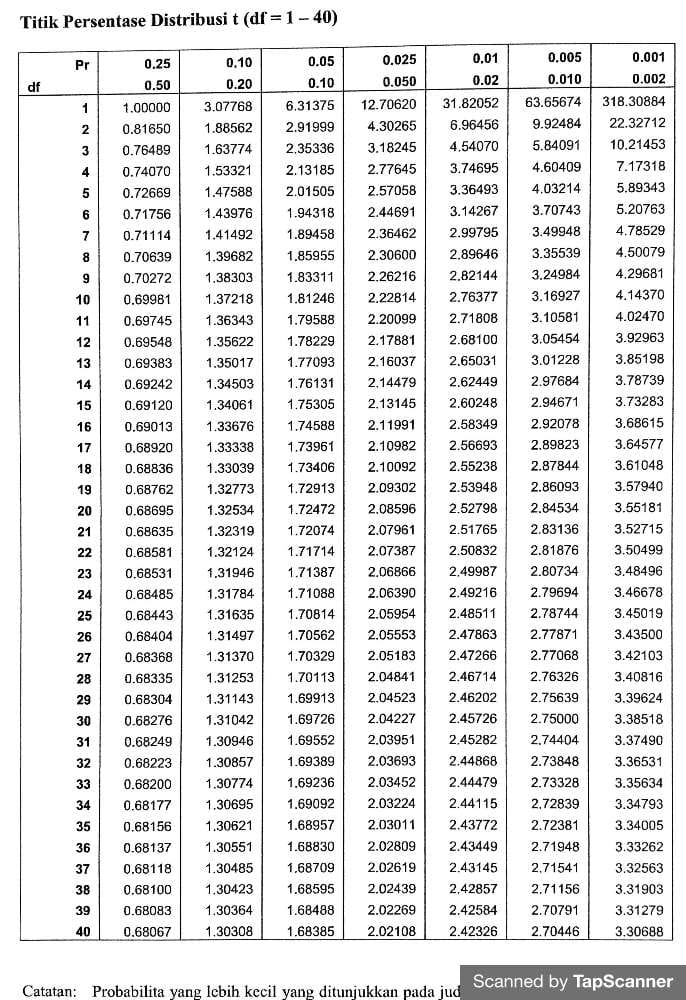 Titik Persentase Distribusi t (df = 1 – 40)
Pr 0.25 0.10 0.05 0.025 0.01 0.005 0.001
df 0.50 0.20 0.10 0.050 0.02 0.010 0.002
1 1.00000 3.07768 6.31375 12.70620 31.82052 63.65674 318.30884
2 0.81650 1.88562 2.91999 4.30265 6.96456 9.92484 22.32712
3 0.76489 1.63774 2.35336 3.18245 4.54070 5.84091 10.21453
4 0.74070 1.53321 2.13185 2.77645 3.74695 4.60409 7.17318
5 0.72669 1.47588 2.01505 2.57058 3.36493 4.03214 5.89343
6 0.71756 1.43976 1.94318 2.44691 3.14267 3.70743 5.20763
7 0.71114 1.41492 1.89458 2.36462 2.99795 3.49948 4.78529
8 0.70639 1.39682 1.85955 2.30600 2.89646 3.35539 4.50079
9 0.70272 1.38303 1.83311 2.26216 2.82144 3.24984 4.29681
10 0.69981 1.37218 1.81246 2.22814 2.76377 3.16927 4.14370
11 0.69745 1.36343 1.79588 2.20099 2.71808 3.10581 4.02470
12 0.69548 1.35622 1.78229 2.17881 2.68100 3.05454 3.92963
13 0.69383 1.35017 1.77093 2.16037 2.65031 3.01228 3.85198
14 0.69242 1.34503 1.76131 2.14479 2.62449 2.97684 3.78739
15 0.69120 1.34061 1.75305 2.13145 2.60248 2.94671 3.73283
16 0.69013 1.33676 1.74588 2.11991 2.58349 2.92078 3.68615
17 0.68920 1.33338 1.73961 2.10982 2.56693 2.89823 3.64577
18 0.68836 1.33039 1.73406 2.10092 2.55238 2.87844 3.61048
19 0.68762 1.32773 1.72913 2.09302 2.53948 2.86093 3.57940
20 0.68695 1.32534 1.72472 2.08596 2.52798 2.84534 3.55181
21 0.68635 1.32319 1.72074 2.07961 2.51765 2.83136 3.52715
22 0.68581 1.32124 1.71714 2.07387 2.50832 2.81876 3.50499
23 0.68531 1.31946 1.71387 2.06866 2.49987 2.80734 3.48496
24 0.68485 1.31784 1.71088 2.06390 2.49216 2.79694 3.46678
25 0.68443 1.31635 1.70814 2.05954 2.48511 2.78744 3.45019
26 0.68404 1.31497 1.70562 2.05553 2.47863 2.77871 3.43500
27 0.68368 1.31370 1.70329 2.05183 2.47266 2.77068 3.42103
28 0.68335 1.31253 1.70113 2.04841 2.46714 2.76326 3.40816
29 0.68304 1.31143 1.69913 2.04523 2.46202 2.75639 3.39624
30 0.68276 1.31042 1.69726 2.04227 2.45726 2.75000 3.38518
31 0.68249 1.30946 1.69552 2.03951 2.45282 2.74404 3.37490
32 0.68223 1.30857 1.69389 2.03693 2.44868 2.73848 3.36531
33 0.68200 1.30774 1.69236 2.03452 2.44479 2.73328 3.35634
34 0.68177 1.30695 1.69092 2.03224 2.44115 2.72839 3.34793
35 0.68156 1.30621 1.68957 2.03011 2.43772 2.72381 3.34005
36 0.68137 1.30551 1.68830 2.02809 2.43449 2.71948 3.33262
37 0.68118 1.30485 1.68709 2.02619 2.43145 2.71541 3.32563
38 0.68100 1.30423 1.68595 2.02439 2.42857 2.71156 3.31903
39 0.68083 1.30364 1.68488 2.02269 2.42584 2.70791 3.31279
40 0.68067 1.30308 1.68385 2.02108 2.42326 2.70446 3.30688
Catatan: Probabilita yang lebih kecil yang ditunjukkan pada
Scanned by TapScanner